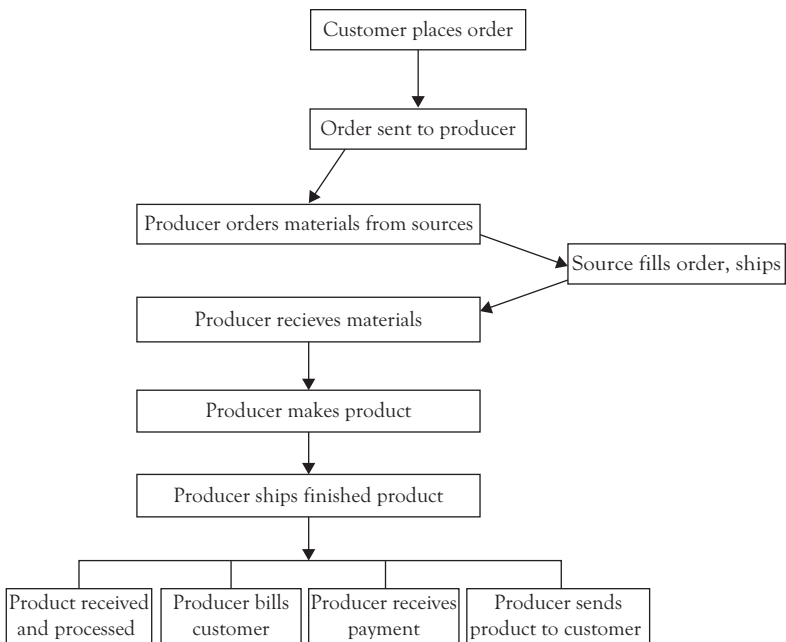 Customer places order
Order sent to producer
Producer orders materials from sources
Source fills order, ships
Producer recieves materials
Producer makes product
Producer ships finished product
Product received
and processed
Producer bills
customer
Producer receives
payment
Producer sends
product to customer